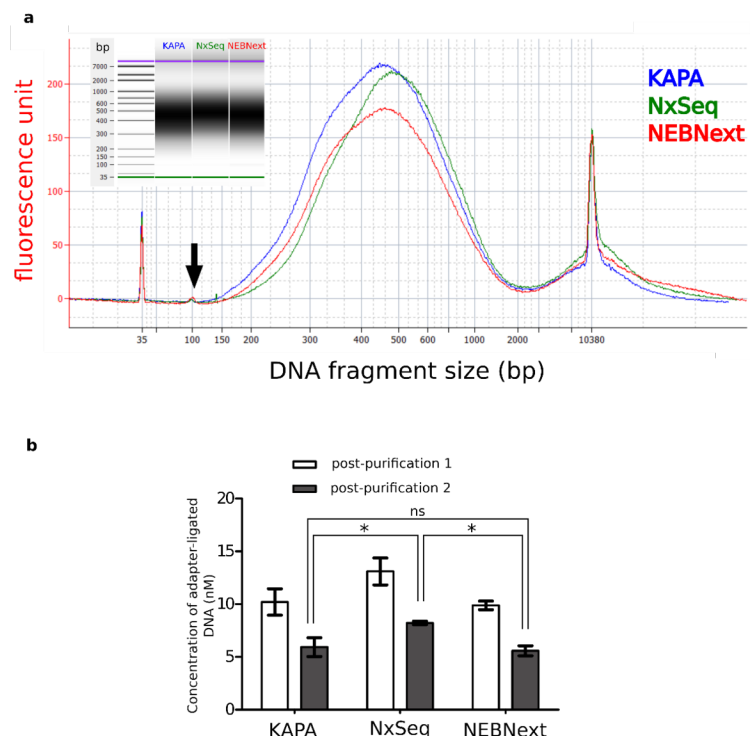 a
bp
KAPA NxSeq NEBNext
7000
2000
1000
600
500
400
300
200
150
100
35
KAPA
NxSeq
NEBNext
fluorescence unit
200
150
100
50
0
35 100 150 200 300 400 500 600 1000 2000 10380
DNA fragment size (bp)
b
post-purification 1
post-purification 2
Concentration of adapter-ligated
DNA (nM)
20
15
10
5
0
ns
* *
KAPA NxSeq NEBNext